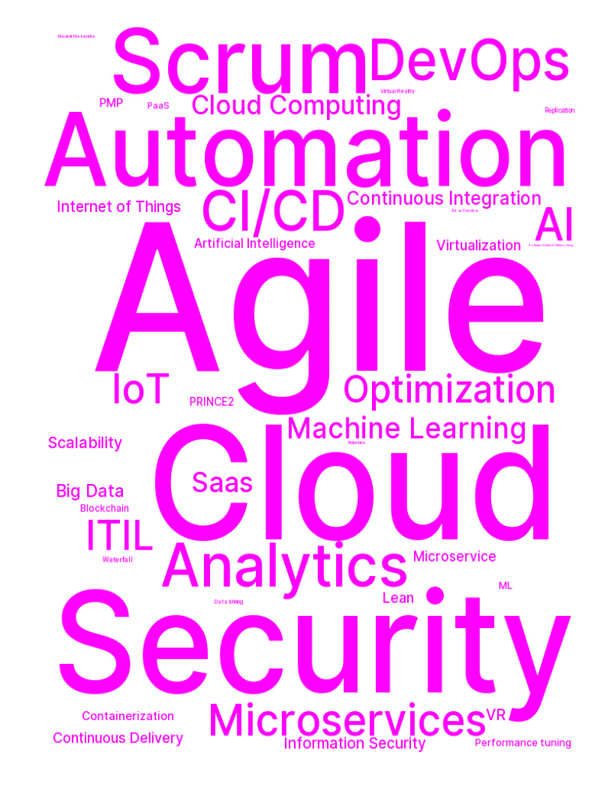 Neural Networks
Scrum
DevOps
Virtual Reality
PMP
PaaS
Cloud Computing
Replication
Automation
CI/CD
Continuous Integration
Internet of Things
AI
Artificial Intelligence
Virtualization
Agile
IoT
PRINCE2
Optimization
Machine Learning
Scalability
Cloud
Saas
Big Data
Blockchain
ITIL
Waterfall
Analytics
Microservice
ML
Data Mining
Lean
Security
Containerization
Microservices
VR
Continuous Delivery
Information Security
Performance tuning